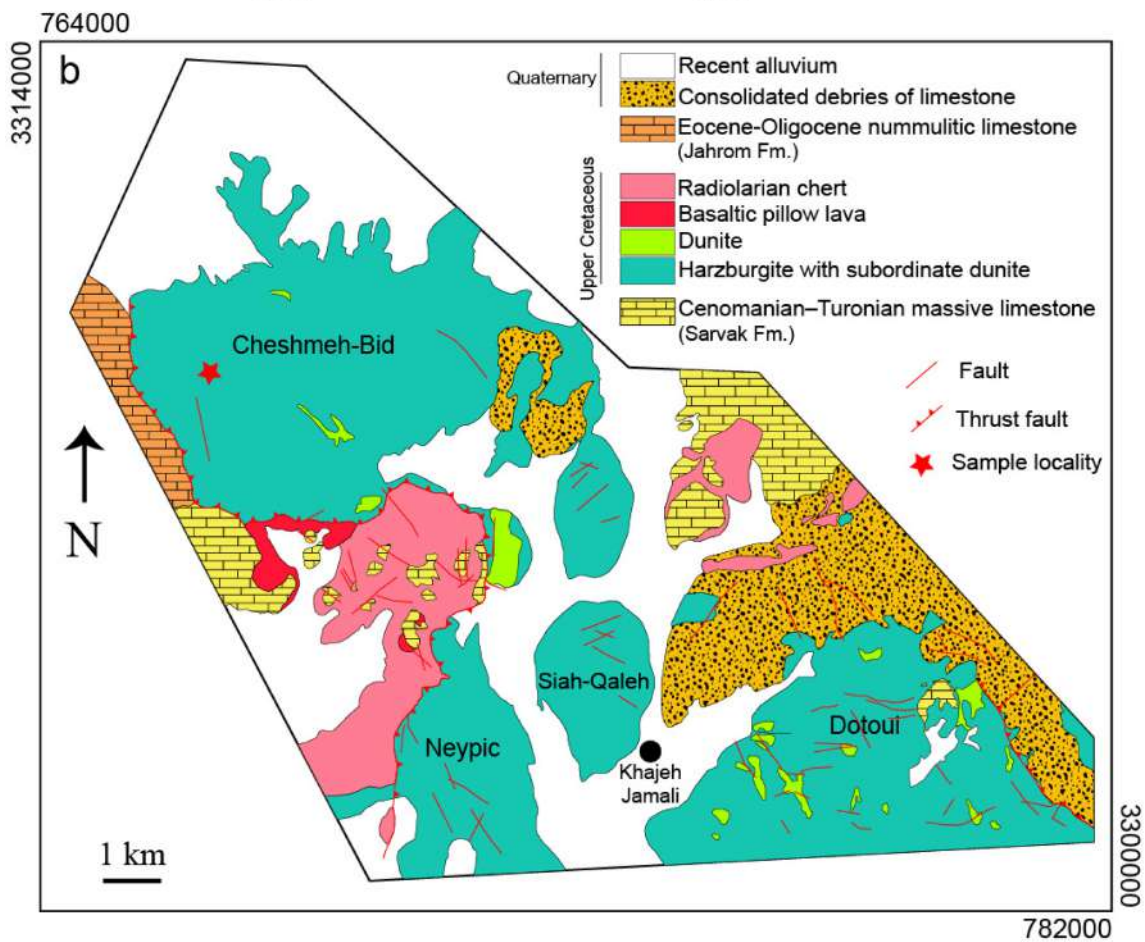 764000
3314000
b
Quaternary
Recent alluvium
Consolidated debries of limestone
Eocene-Oligocene nummulitic limestone
(Jahrom Fm.)
Upper Cretaceous
Radiolarian chert
Basaltic pillow lava
Dunite
Harzburgite with subordinate dunite
Cenomanian–Turonian massive limestone
(Sarvak Fm.)
Fault
Thrust fault
Sample locality
Cheshmeh-Bid
N
Siah-Qaleh
Neypic
Dotoui
Khajeh
Jamali
1 km
3300000
782000